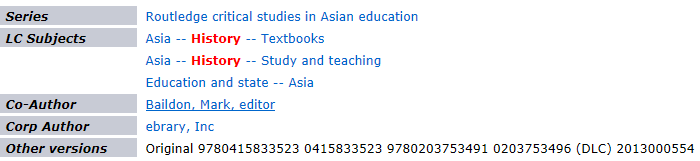 Series Routledge critical studies in Asian education
LC Subjects Asia -- History -- Textbooks
Asia -- History -- Study and teaching
Education and state -- Asia
Co-Author Baildon, Mark, editor
Corp Author ebrary, Inc
Other versions Original 9780415833523 0415833523 9780203753491 0203753496 (DLC) 2013000554